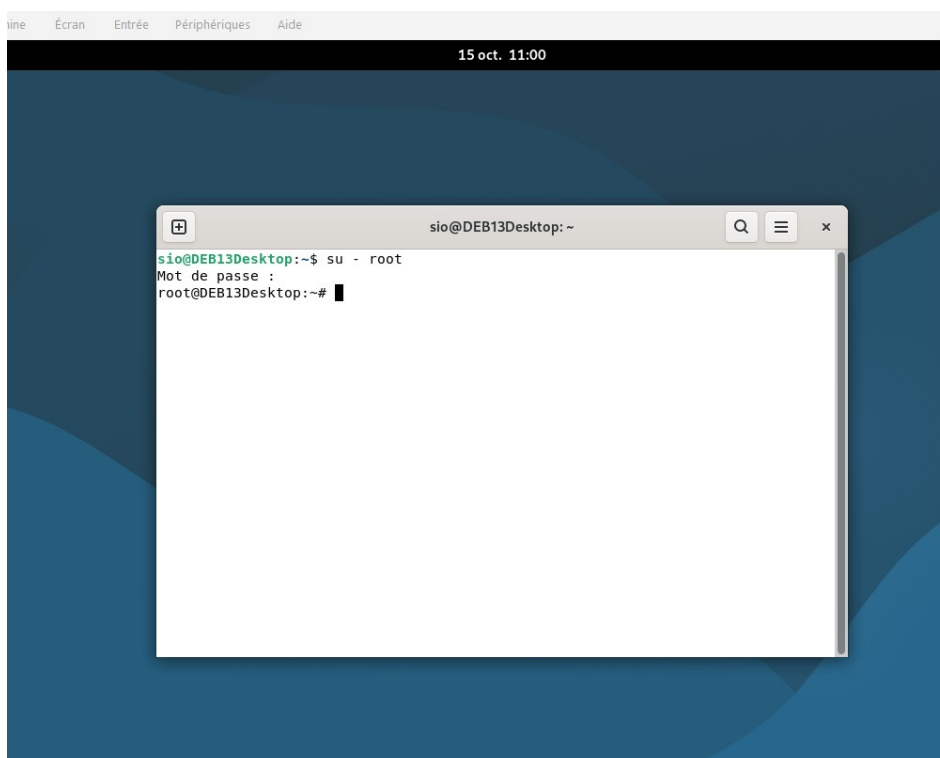 Écran Entrée Périphériques Aide
15 oct. 11:00
sio@DEB13Desktop: ~
sio@DEB13Desktop:~$ su - root
Mot de passe :
root@DEB13Desktop:~#